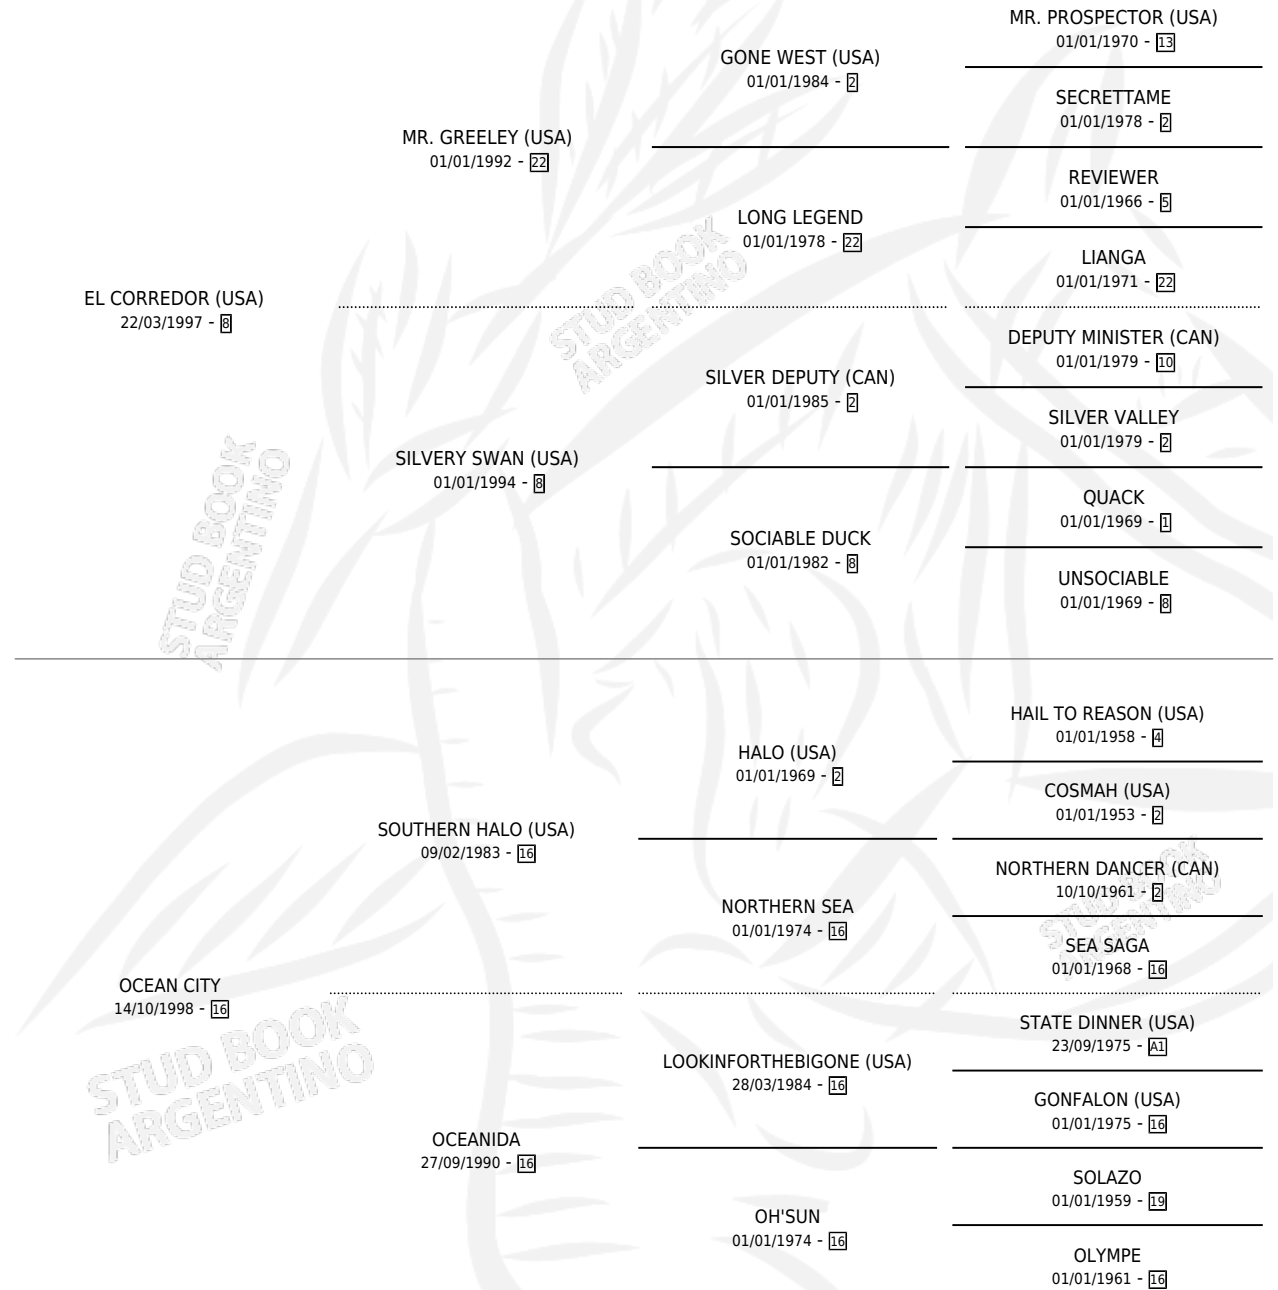 MR. PROSPECTOR (USA)
01/01/1970 - 13
GONE WEST (USA)
01/01/1984 - 2
SECRETTAME
01/01/1978 - 2
MR. GREELEY (USA)
01/01/1992 - 22
REVIEWER
01/01/1966 - 5
LONG LEGEND
01/01/1978 - 22
LIANGA
01/01/1971 - 22
EL CORREDOR (USA)
22/03/1997 - 8
DEPUTY MINISTER (CAN)
01/01/1979 - 10
SILVER DEPUTY (CAN)
01/01/1985 - 2
SILVER VALLEY
01/01/1979 - 2
SILVERY SWAN (USA)
01/01/1994 - 8
QUACK
01/01/1969 - 1
SOCIABLE DUCK
01/01/1982 - 8
UNSOCIABLE
01/01/1969 - 8
STUD BOOK
ARGENTINO
STUD BOOK
ARGENTINO
HAIL TO REASON (USA)
01/01/1958 - 4
HALO (USA)
01/01/1969 - 2
COSMAH (USA)
01/01/1953 - 2
SOUTHERN HALO (USA)
09/02/1983 - 16
NORTHERN DANCER (CAN)
10/10/1961 - 2
NORTHERN SEA
01/01/1974 - 16
SEA SAGA
01/01/1968 - 16
OCEAN CITY
14/10/1998 - 16
STATE DINNER (USA)
23/09/1975 - A1
LOOKINFORTHEBIGONE (USA)
28/03/1984 - 16
GONFALON (USA)
01/01/1975 - 16
OCEANIDA
27/09/1990 - 16
SOLAZO
01/01/1959 - 19
OH'SUN
01/01/1974 - 16
OLYMPE
01/01/1961 - 16
STUD BOOK
ARGENTINO
STUD BOOK
ARGENTINO